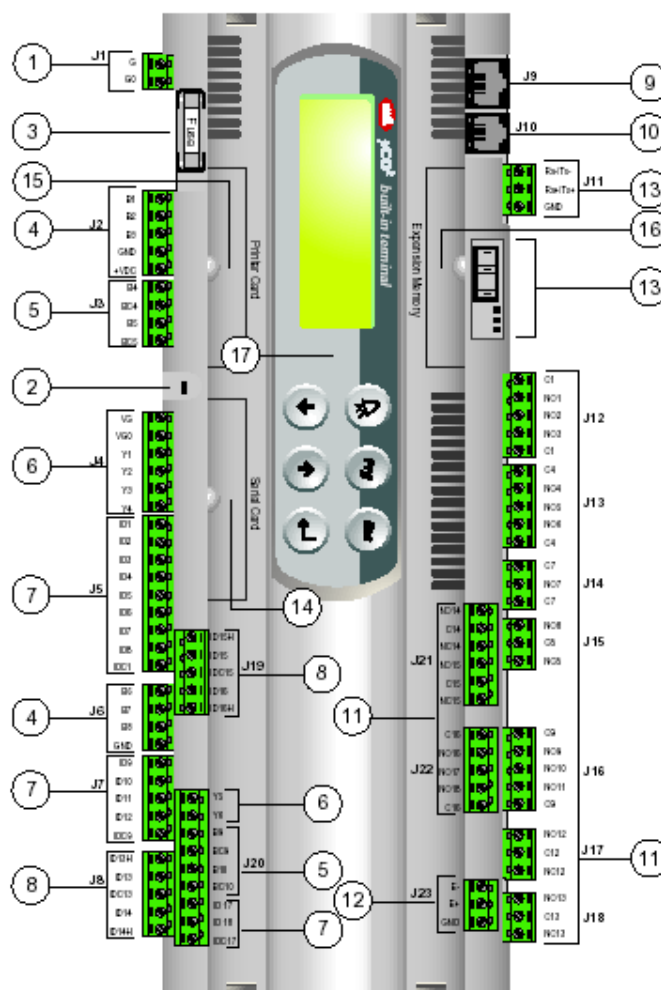 1
J1
G
G0
3
Fuse
15
4
J2
B1
B2
B3
GND
+VDC
5
J3
B4
BC4
B5
BC5
2
6
J4
VG
VG0
Y1
Y2
Y3
Y4
7
J5
ID1
ID2
ID3
ID4
ID5
ID6
ID7
ID8
IDC1
4
J6
B6
B7
B8
GND
7
J7
ID9
ID10
ID11
ID12
IDC9
8
J8
ID13H
ID13
IDC13
ID14
ID14H
Printer Card
Serial Card
17
14
J19
ID15H
ID15
IDC15
ID16
ID16H
8
J20
Y5
Y6
6
B9
BC9
B10
BC10
5
ID17
ID18
IDC17
7
built-in terminal
Prg
Esc
Expansion Memory
J21
NO14
C14
NC14
NO15
C15
NC15
11
J22
C16
NO16
NO17
NO18
C16
12
J23
E-
E+
GND
J9
9
J10
10
J11
Rx-/Tx-
Rx+/Tx+
GND
13
16
13
J12
C1
NO1
NO2
NO3
C1
J13
C4
NO4
NO5
NO6
C4
J14
C7
NO7
C7
J15
NO8
C8
NC8
J16
C9
NO9
NO10
NO11
C9
J17
NO12
C12
NC12
11
J18
NO13
C13
NC13